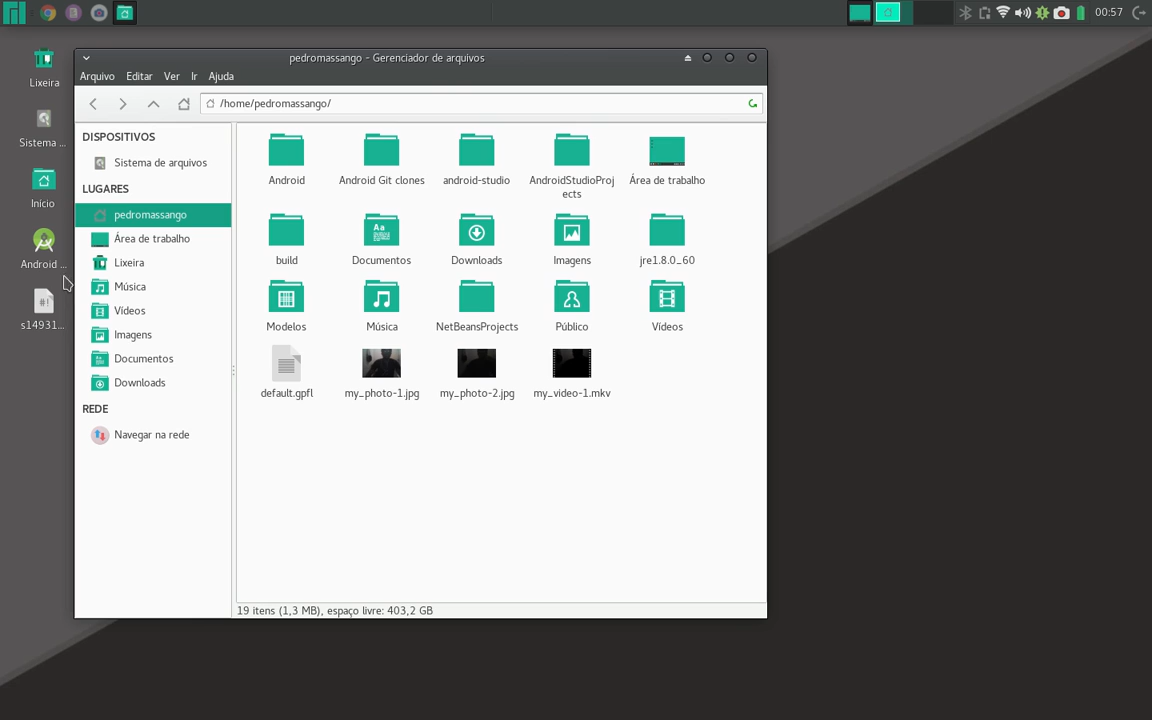 00:57
Lixeira
Sistema ...
Início
Android ...
#!
s14931...
pedromassango - Gerenciador de arquivos
Arquivo Editar Ver Ir Ajuda
/home/pedromassango/
DISPOSITIVOS
Sistema de arquivos
LUGARES
pedromassango
Área de trabalho
Lixeira
Música
Vídeos
Imagens
Documentos
Downloads
REDE
Navegar na rede
Android
Android Git clones
android-studio
AndroidStudioProj
ects
Área de trabalho
build
Documentos
Downloads
Imagens
jre1.8.0_60
Modelos
Música
NetBeansProjects
Público
Vídeos
default.gpfl
my_photo-1.jpg
my_photo-2.jpg
my_video-1.mkv
19 itens (1,3 MB), espaço livre: 403,2 GB